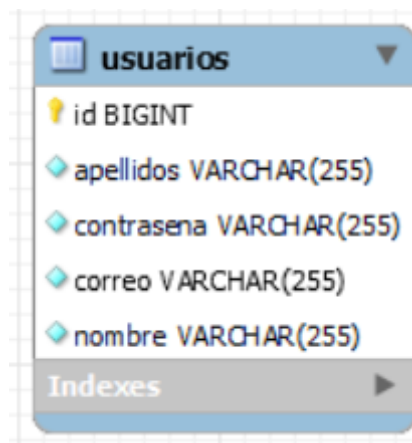 usuarios
id BIGINT
apellidos VARCHAR(255)
contrasena VARCHAR(255)
correo VARCHAR(255)
nombre VARCHAR(255)
Indexes